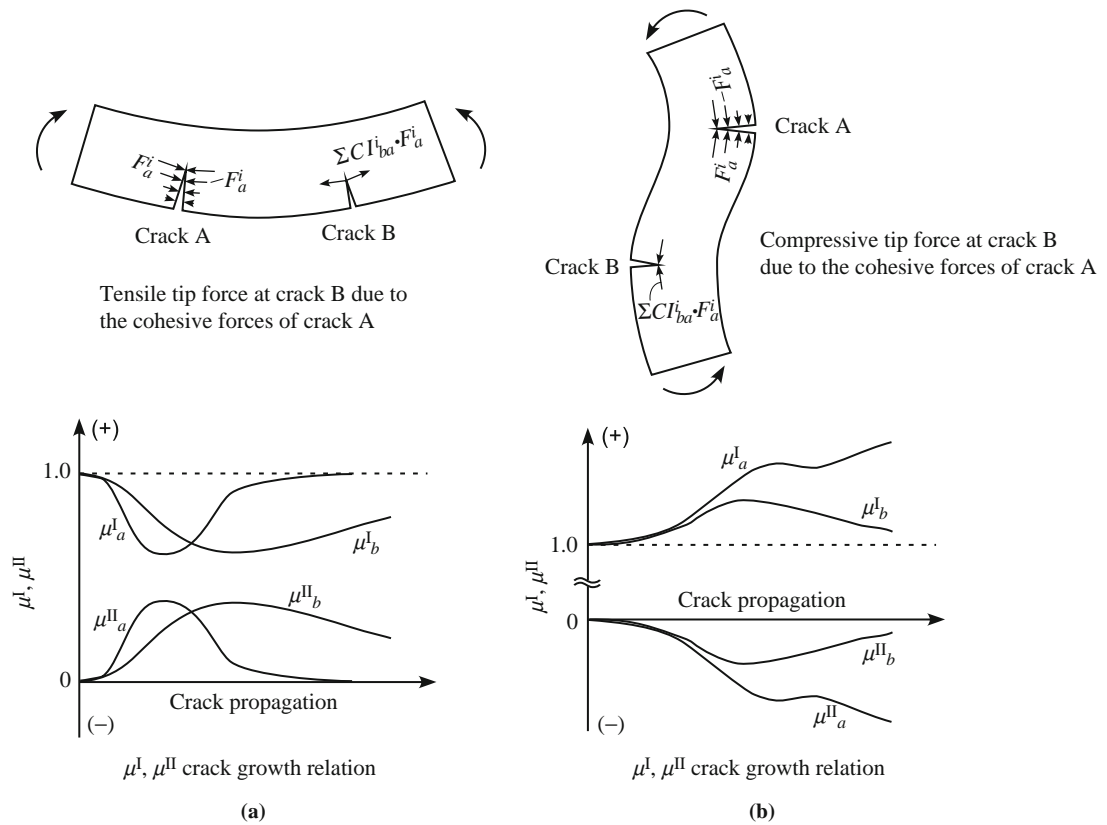 F^i_a
F^i_a
ΣCI^i_ba•F^i_a
Crack A
Crack B
Tensile tip force at crack B due to
the cohesive forces of crack A
F^i_a
F^i_a
Crack A
Crack B
ΣCI^i_ba•F^i_a
Compressive tip force at crack B
due to the cohesive forces of crack A
(+)
1.0
μ^I_a
μ^I_b
μ^I, μ^II
μ^II_a
μ^II_b
0
Crack propagation
(−)
μ^I, μ^II crack growth relation
(a)
(+)
μ^I_a
μ^I_b
1.0
μ^I, μ^II
Crack propagation
0
μ^II_b
μ^II_a
(−)
μ^I, μ^II crack growth relation
(b)